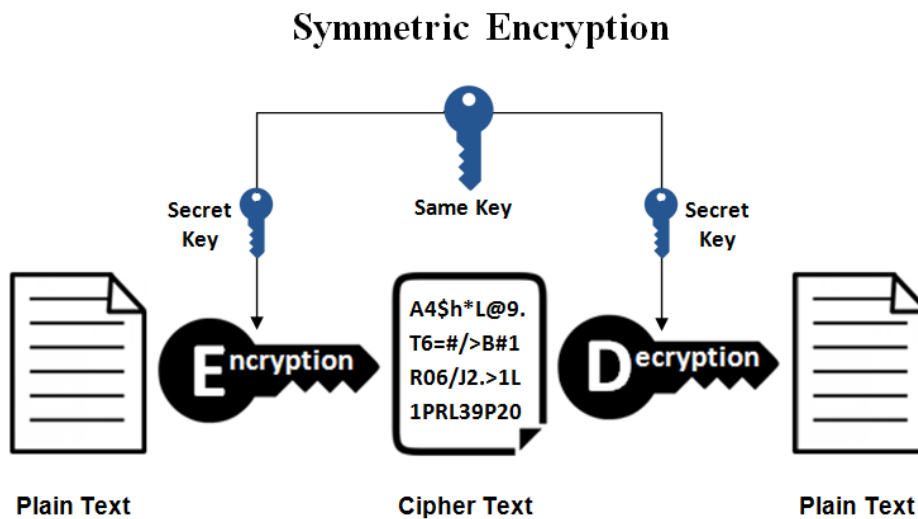 Symmetric Encryption
Same Key
Secret
Key
Secret
Key
Encryption
A4$h*L@9.
T6=#/>B#1
R06/J2.>1L
1PRL39P20
Decryption
Plain Text
Cipher Text
Plain Text